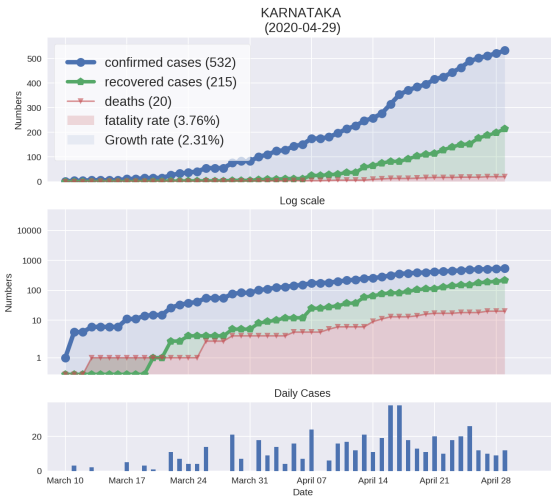 KARNATAKA
(2020-04-29)
confirmed cases (532)
recovered cases (215)
deaths (20)
fatality rate (3.76%)
Growth rate (2.31%)
Numbers
500
400
300
200
100
0
Log scale
Numbers
10000
1000
100
10
1
Daily Cases
20
0
March 10 March 17 March 24 March 31 April 07 April 14 April 21 April 28
Date